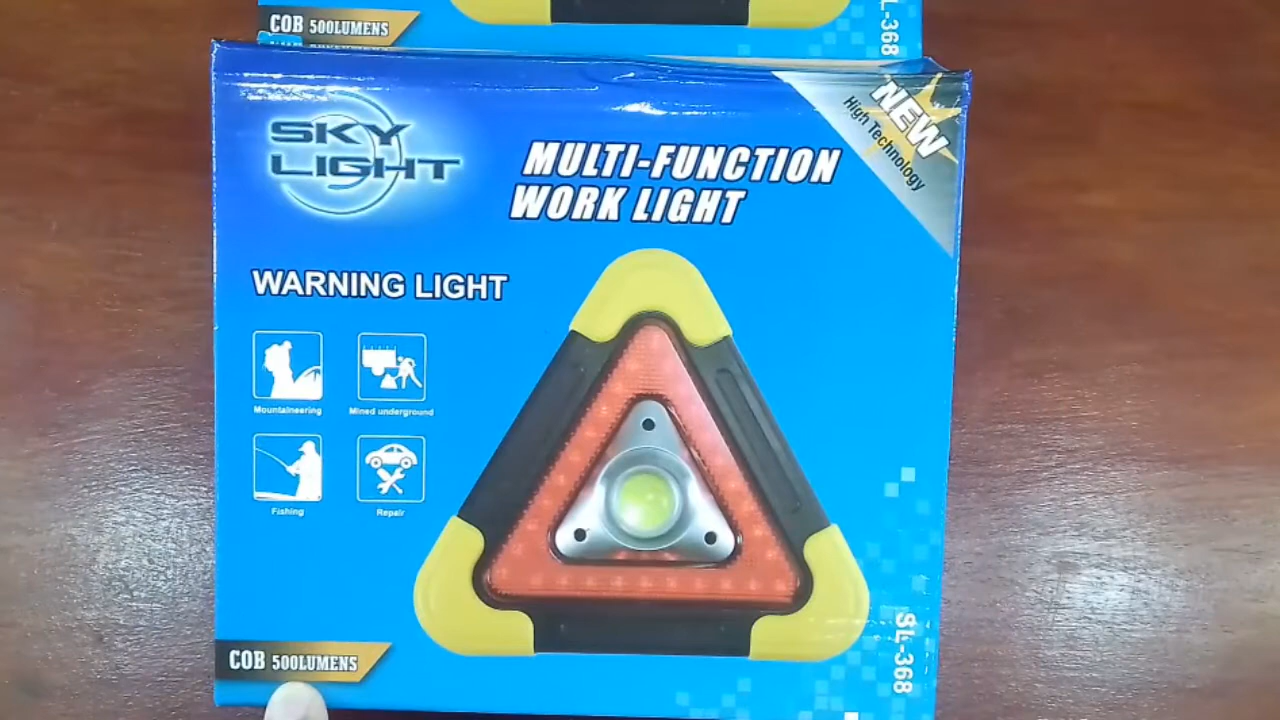 COB 500LUMENS
SL-368
SKY
LIGHT
MULTI-FUNCTION
WORK LIGHT
NEW
High Technology
WARNING LIGHT
Mountaineering
Mined underground
Fishing
Repair
COB 500LUMENS
SL-368